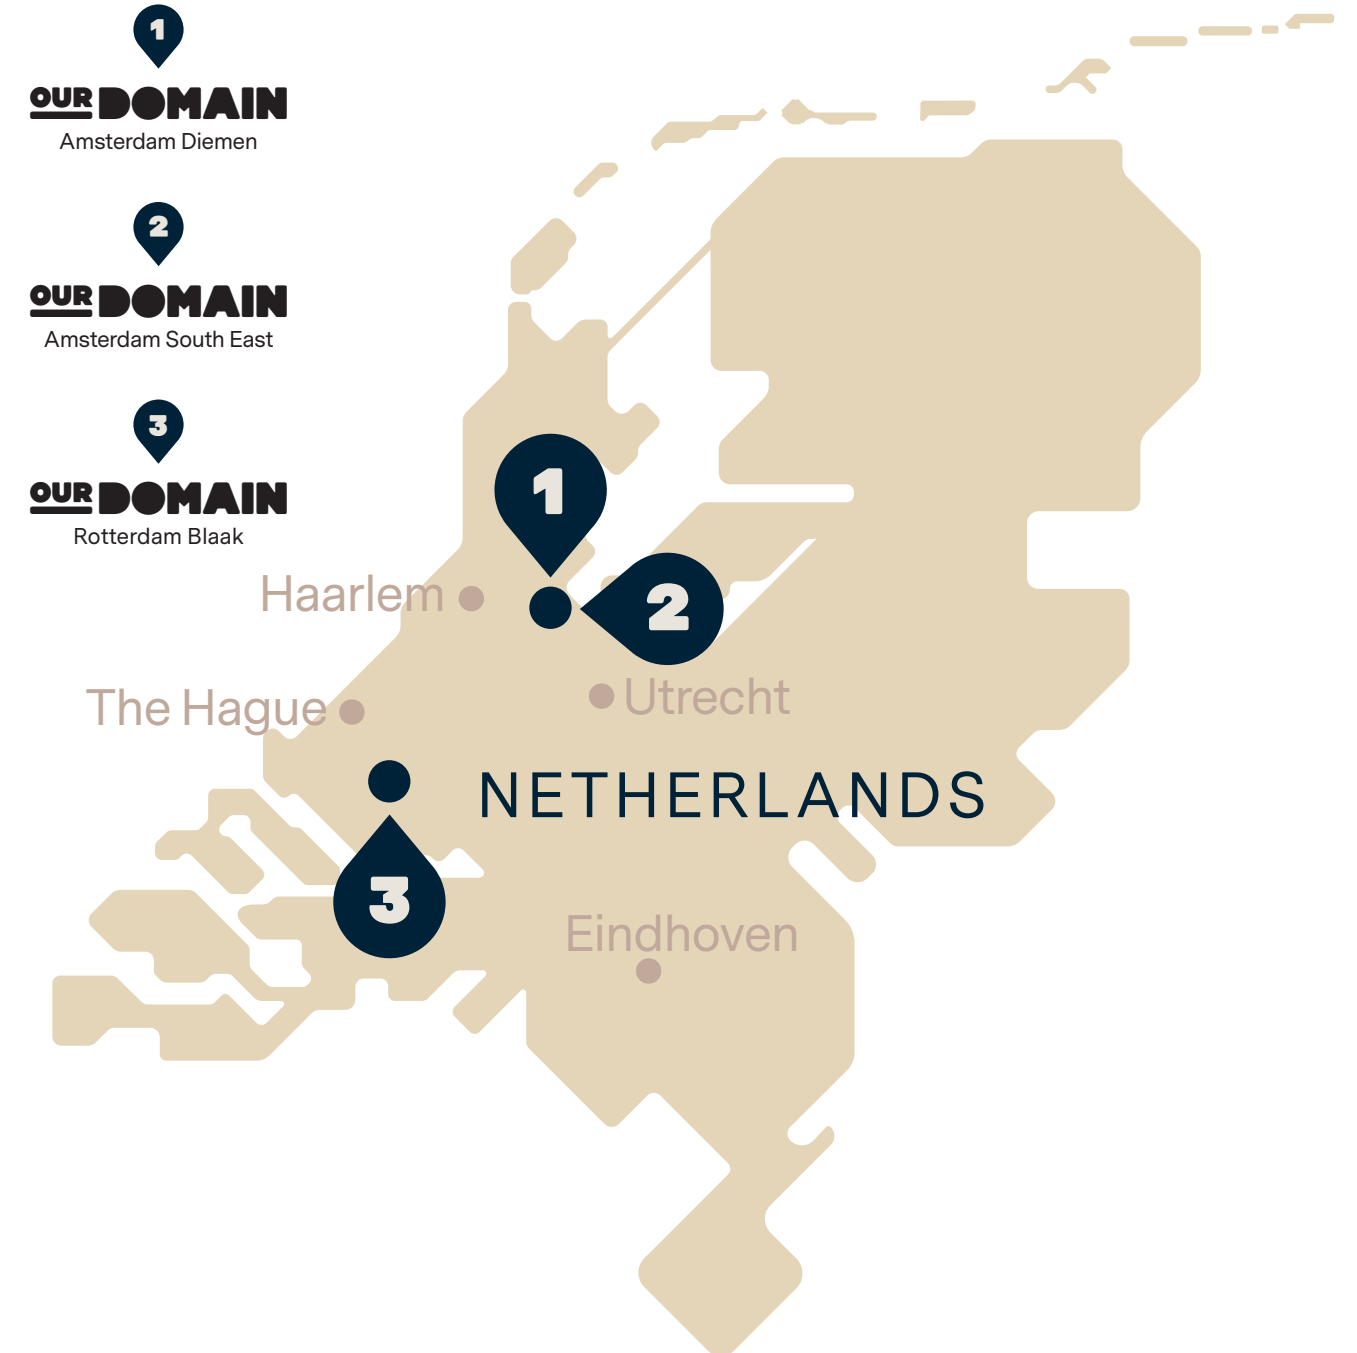 1
OUR DOMAIN
Amsterdam Diemen
2
OUR DOMAIN
Amsterdam South East
3
OUR DOMAIN
Rotterdam Blaak
1
Haarlem
2
The Hague
Utrecht
NETHERLANDS
3
Eindhoven